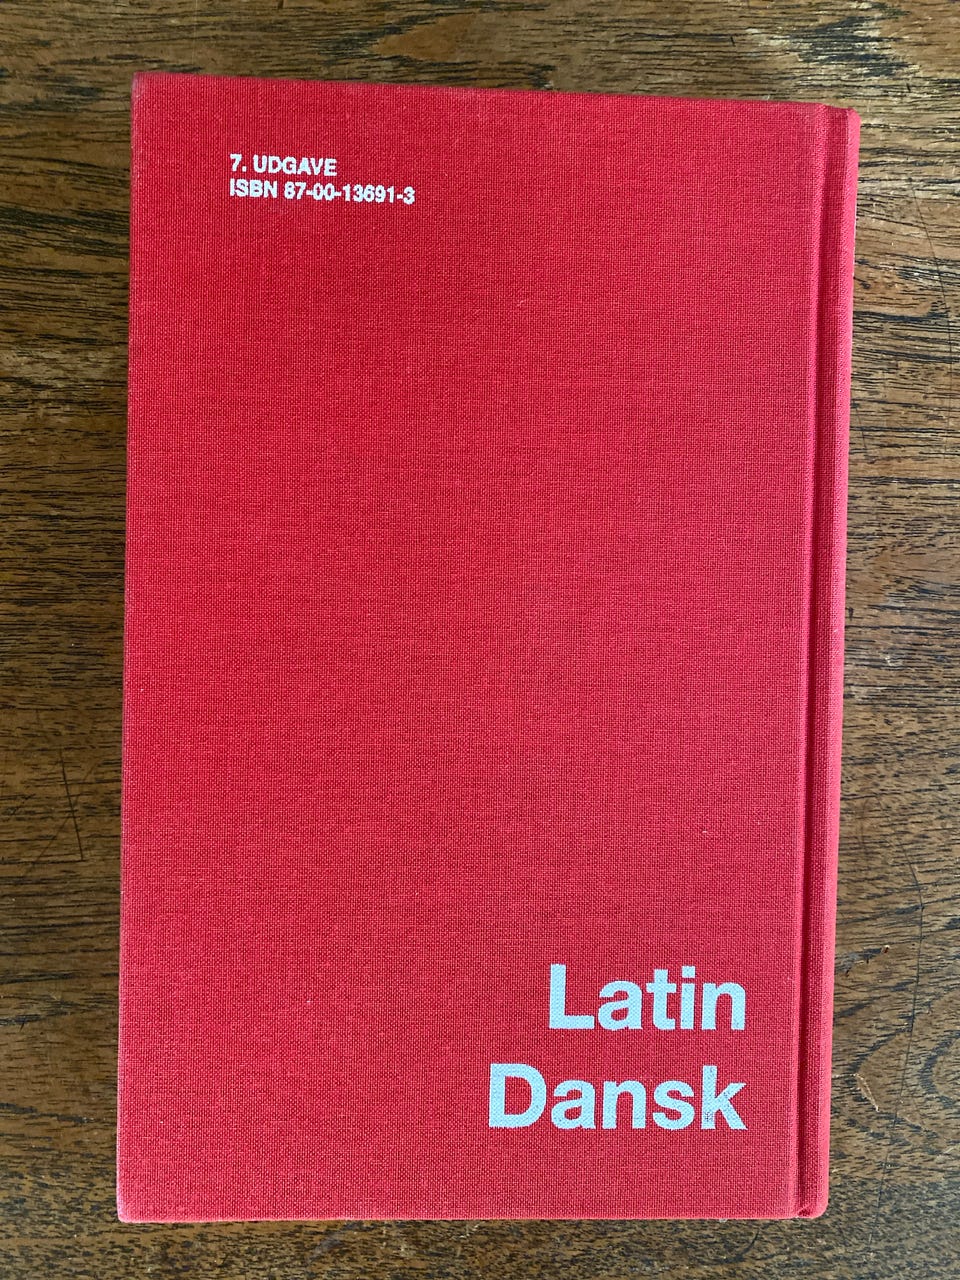 7. UDGAVE
ISBN 87-00-13691-3
Latin
Dansk